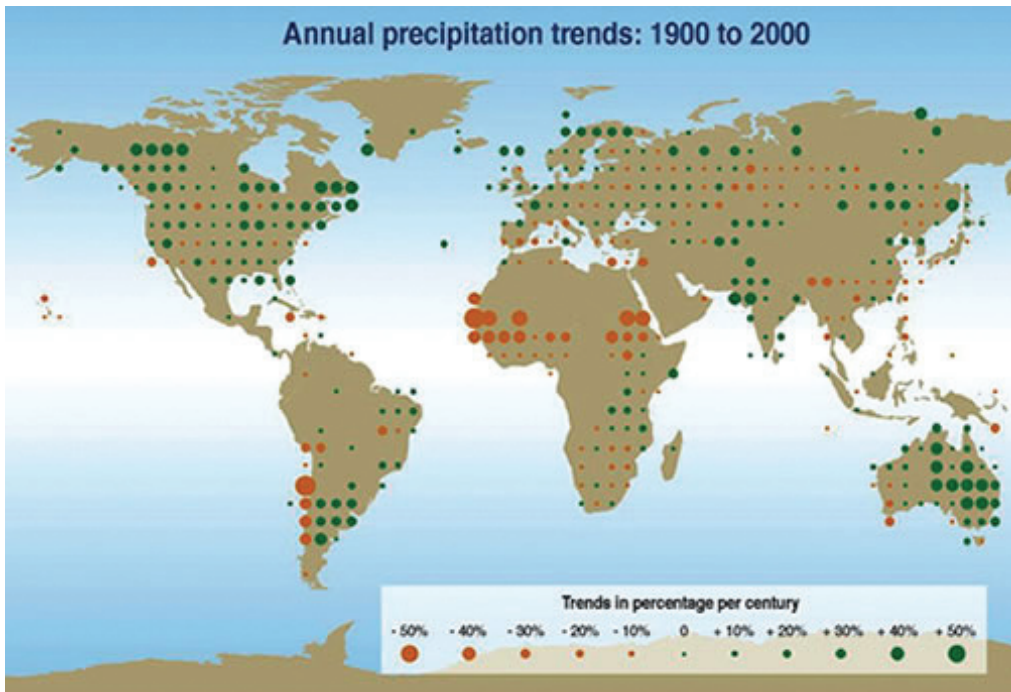 Annual precipitation trends: 1900 to 2000
Trends in percentage per century
- 50% - 40% - 30% - 20% - 10% 0 + 10% + 20% + 30% + 40% + 50%